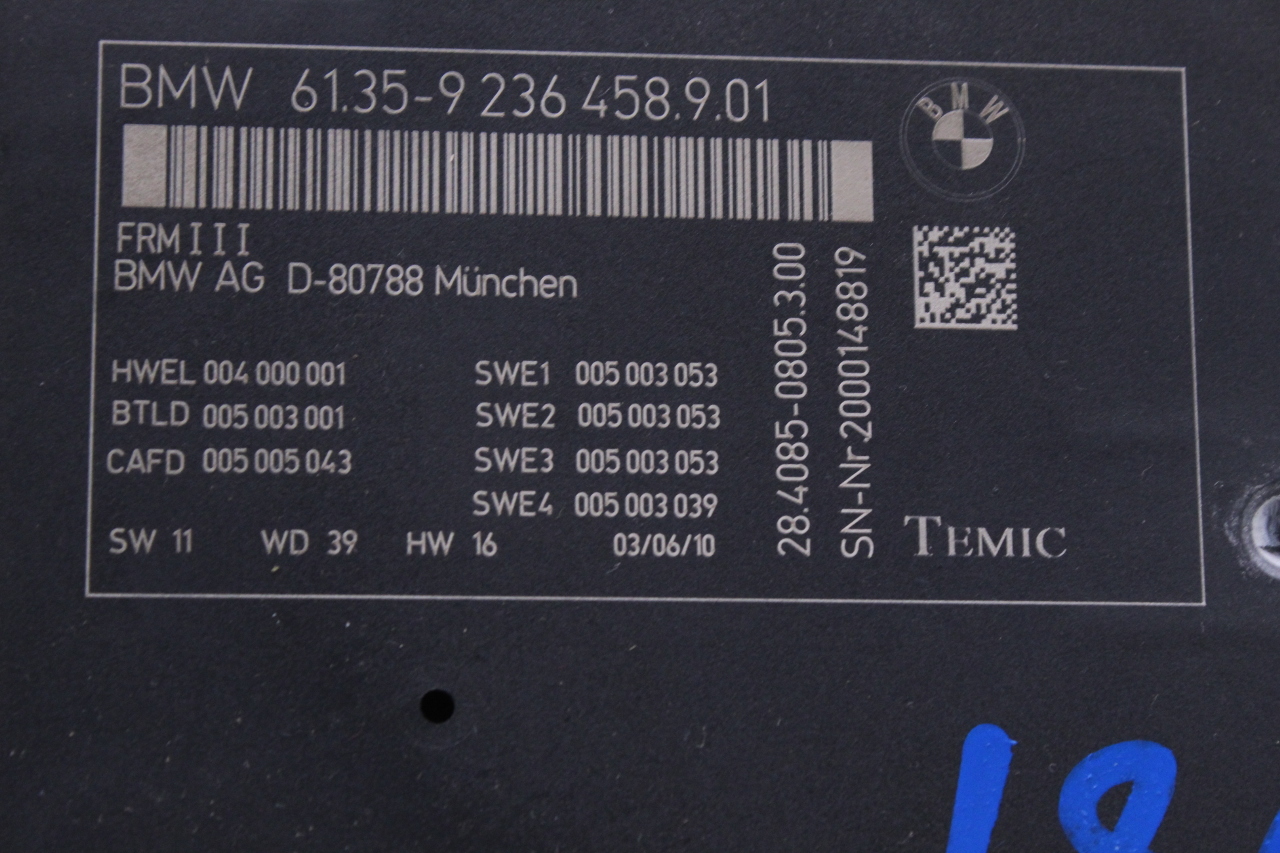 BMW 61.35-9 236 458.9.01
BMW
FRM III
BMW AG D-80788 München
HWEL 004 000 001
BTLD 005 003 001
CAFD 005 005 043
SWE1 005 003 053
SWE2 005 003 053
SWE3 005 003 053
SWE4 005 003 039
SW 11 WD 39 HW 16 03/06/10
28.4085-0805.3.00
SN-Nr.2000148819
TEMIC